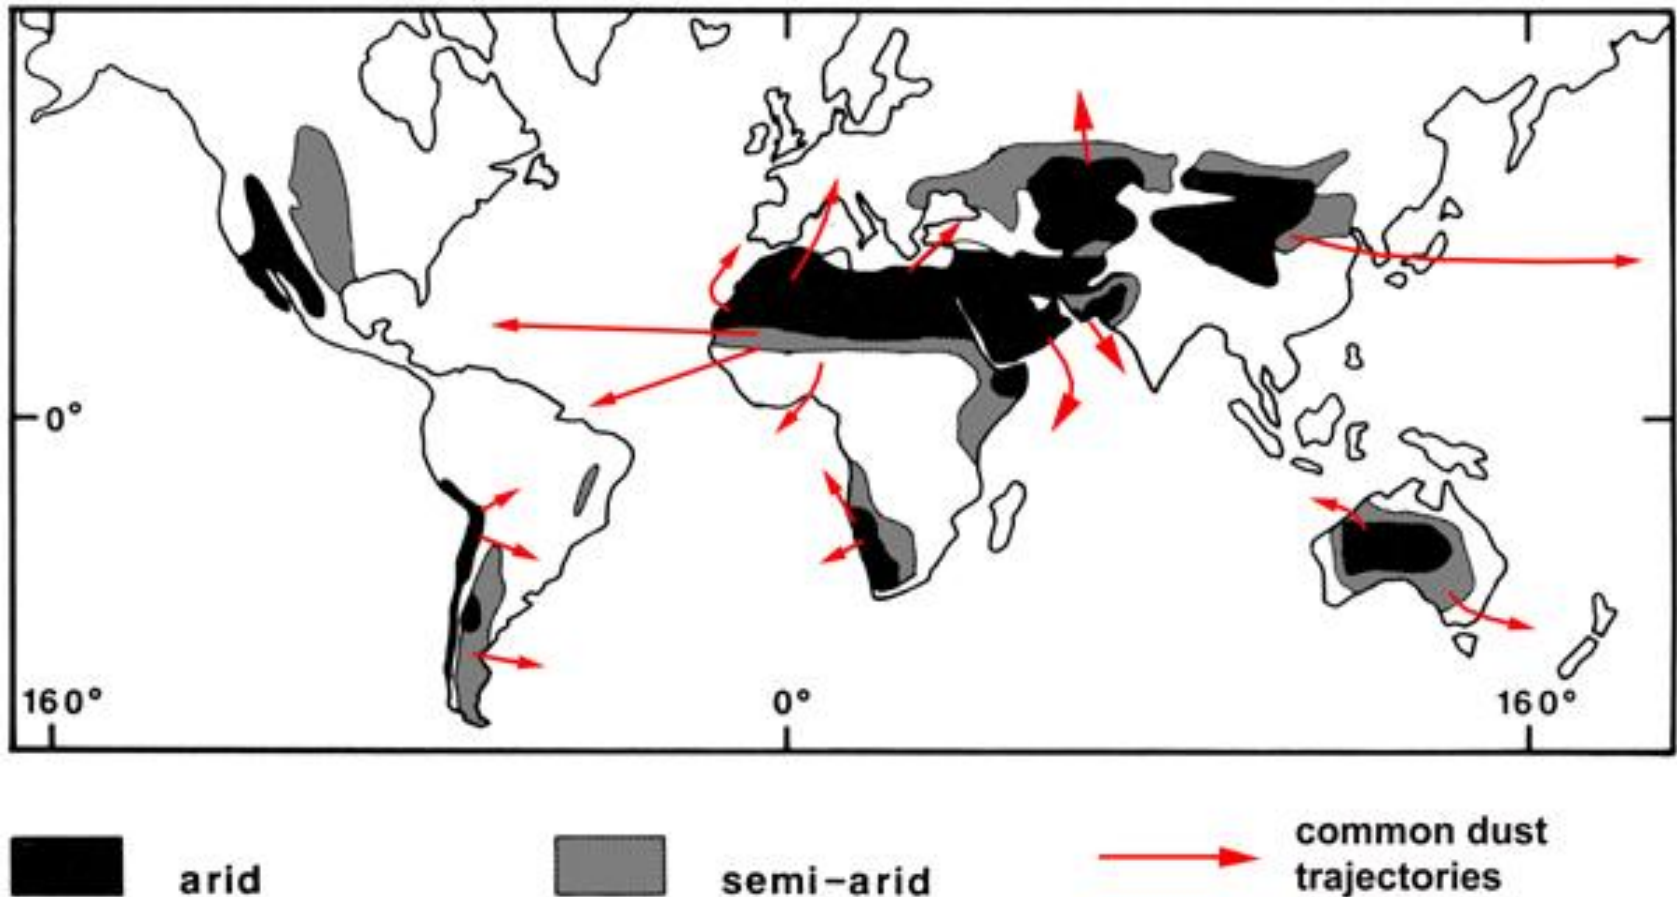 0°
160°
0°
160°
arid
semi-arid
common dust
trajectories